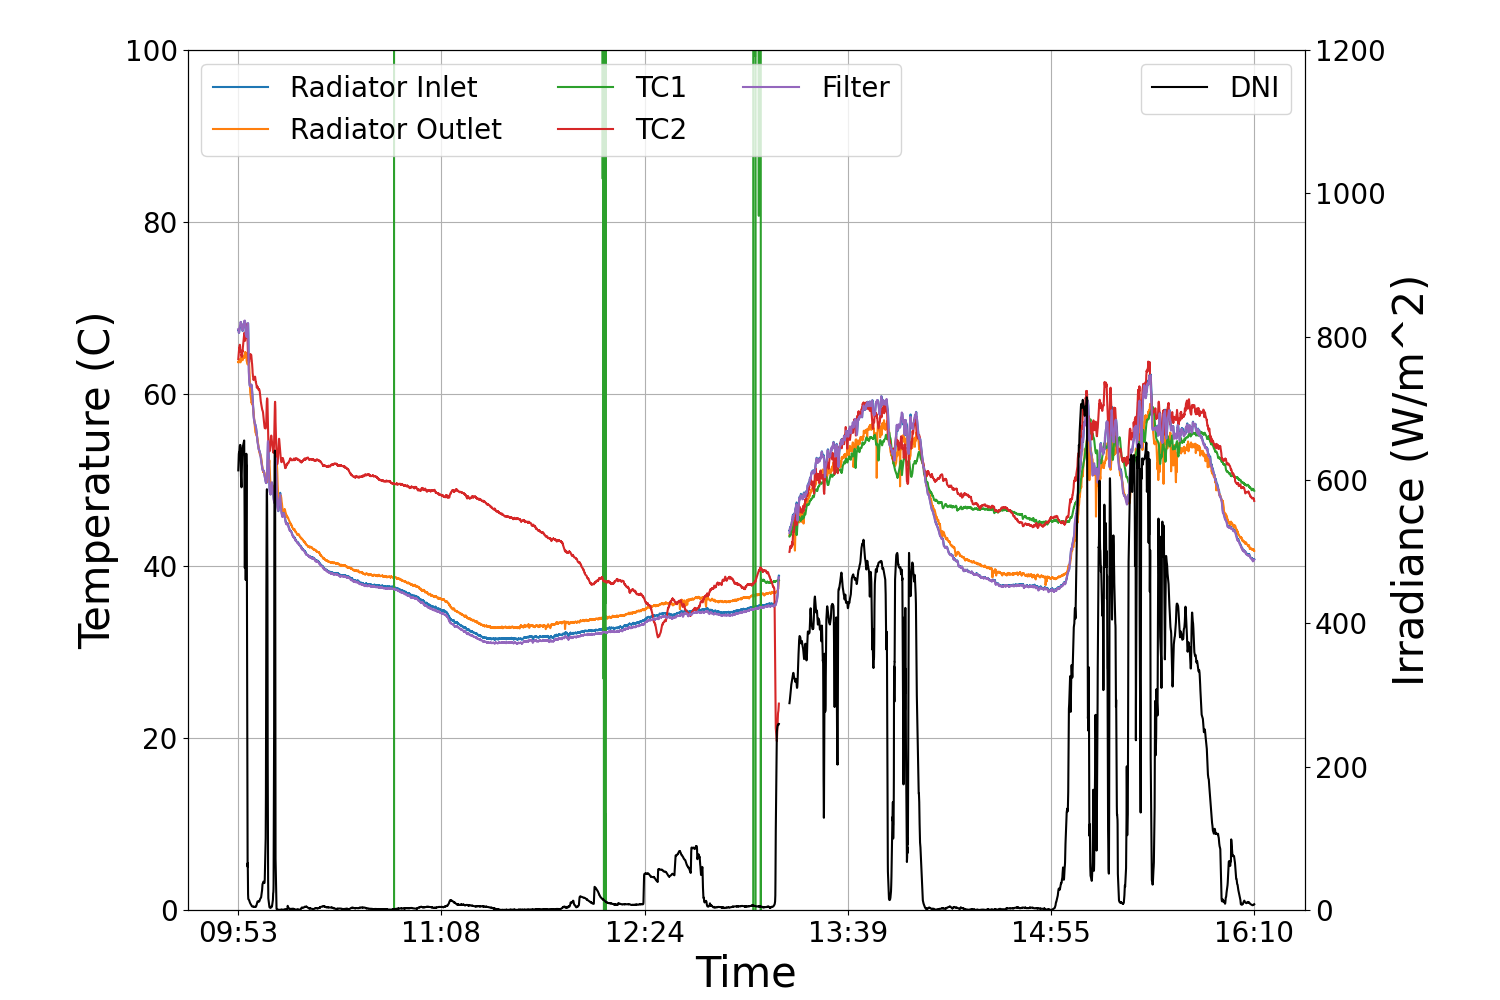 100
80
60
40
20
0
Temperature (C)
Radiator Inlet
Radiator Outlet
TC1
TC2
Filter
DNI
1200
1000
800
600
400
200
0
Irradiance (W/m^2)
09:53 11:08 12:24 13:39 14:55 16:10
Time